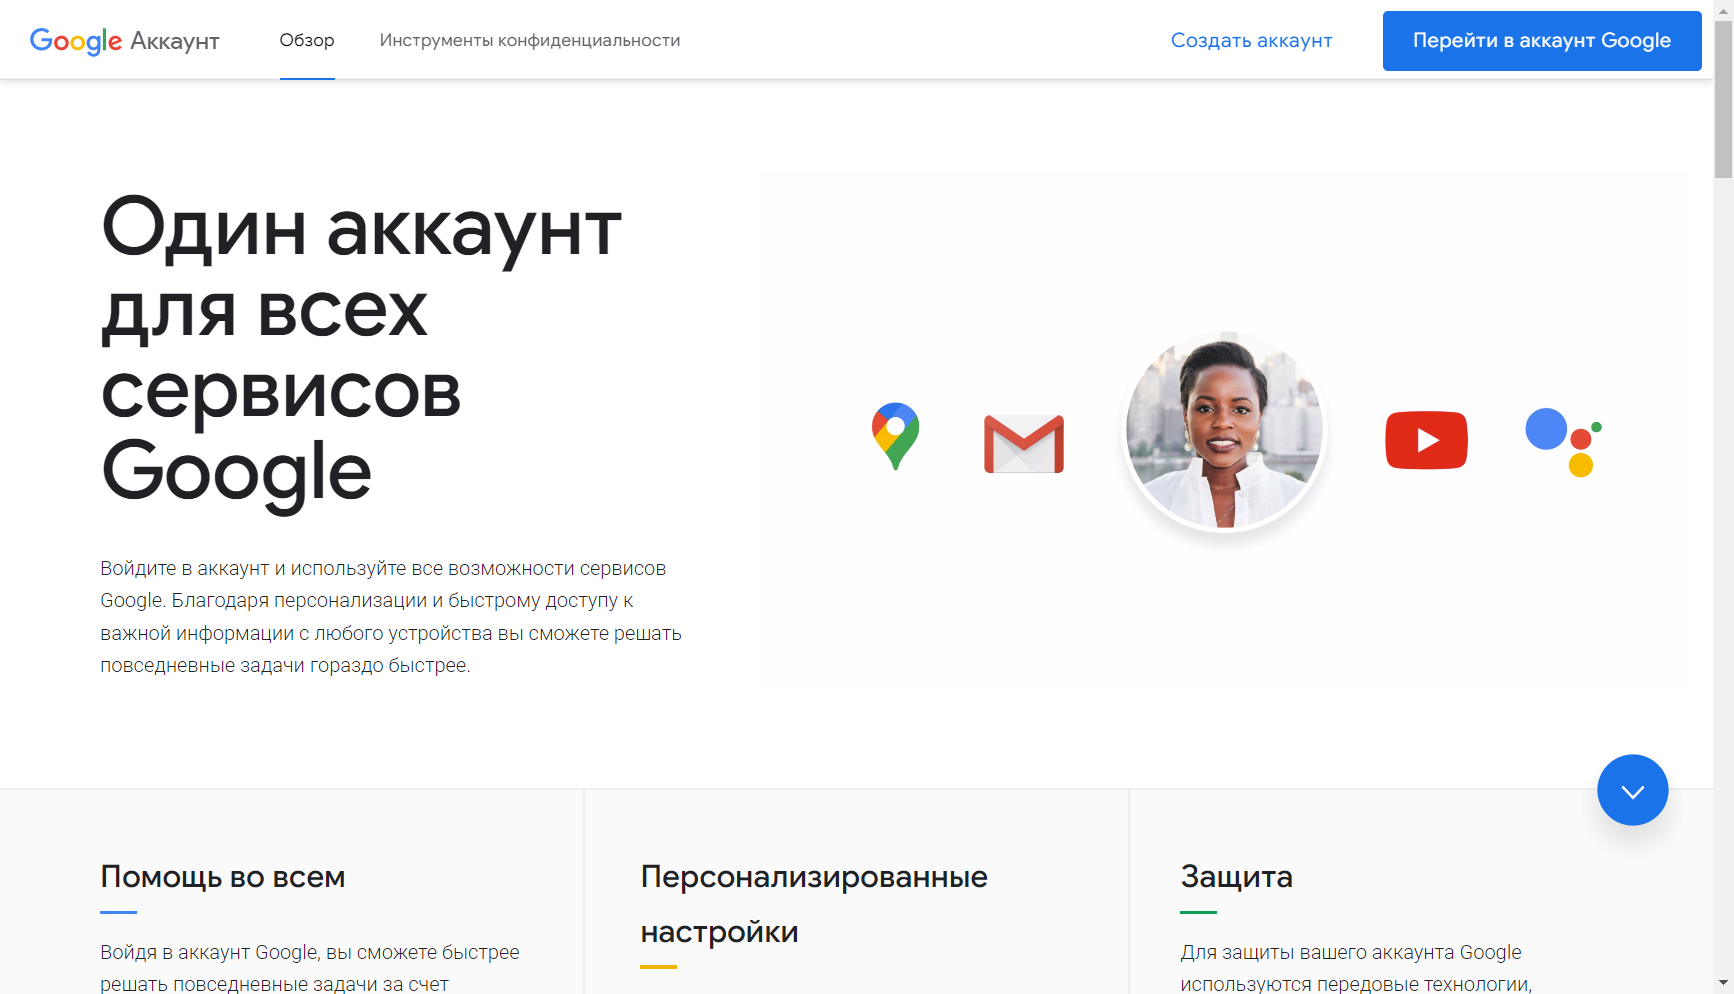 Google Аккаунт
Обзор
Инструменты конфиденциальности
Создать аккаунт
Перейти в аккаунт Google
Один аккаунт
для всех
сервисов
Google
Войдите в аккаунт и используйте все возможности сервисов
Google. Благодаря персонализации и быстрому доступу к
важной информации с любого устройства вы сможете решать
повседневные задачи гораздо быстрее.
Помощь во всем
Войдя в аккаунт Google, вы сможете быстрее
решать повседневные задачи за счет
Персонализированные
настройки
Защита
Для защиты вашего аккаунта Google
используются передовые технологии,